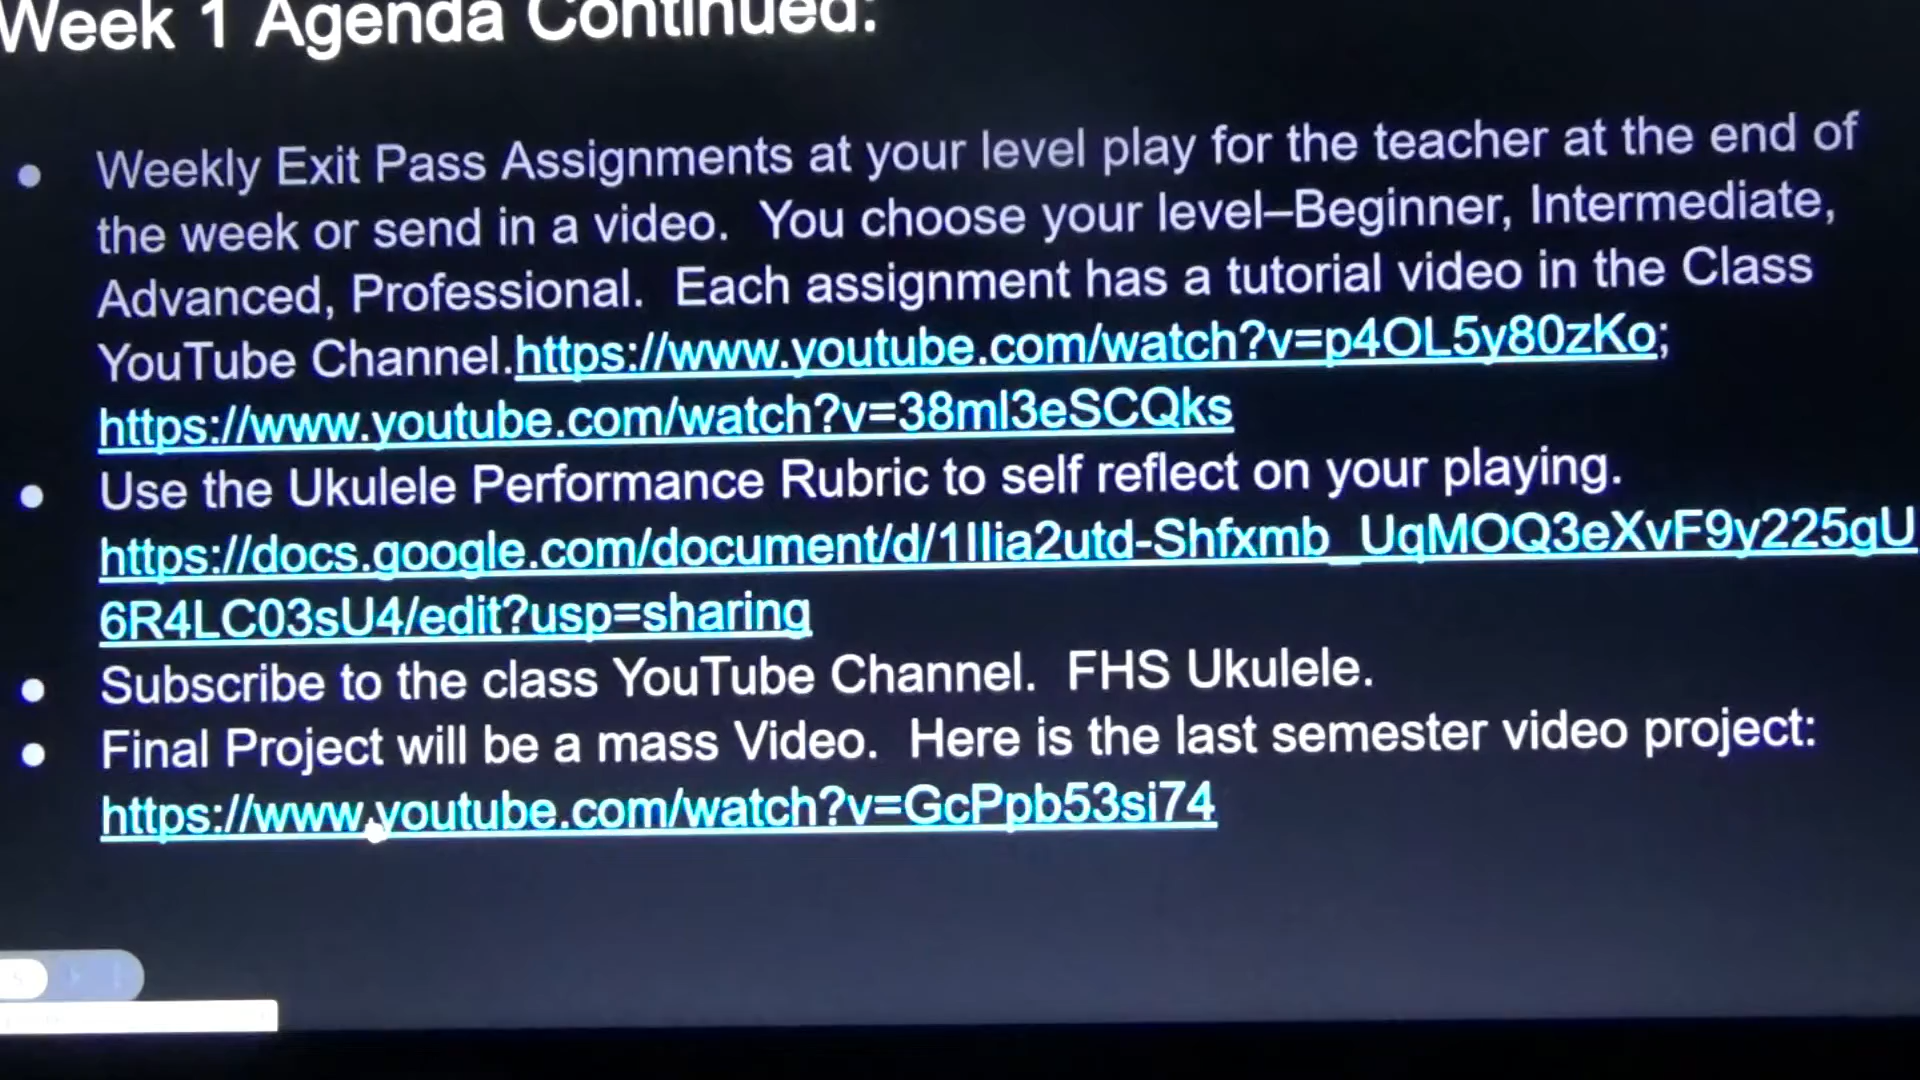 Week 1 Agenda Continued:
● Weekly Exit Pass Assignments at your level play for the teacher at the end of
the week or send in a video. You choose your level–Beginner, Intermediate,
Advanced, Professional. Each assignment has a tutorial video in the Class
YouTube Channel.https://www.youtube.com/watch?v=p4OL5y80zKo;
https://www.youtube.com/watch?v=38ml3eSCQks
● Use the Ukulele Performance Rubric to self reflect on your playing.
https://docs.google.com/document/d/1Ilia2utd-Shfxmb_UqMOQ3eXvF9y225gU
6R4LC03sU4/edit?usp=sharing
● Subscribe to the class YouTube Channel. FHS Ukulele.
● Final Project will be a mass Video. Here is the last semester video project:
https://www.youtube.com/watch?v=GcPpb53si74